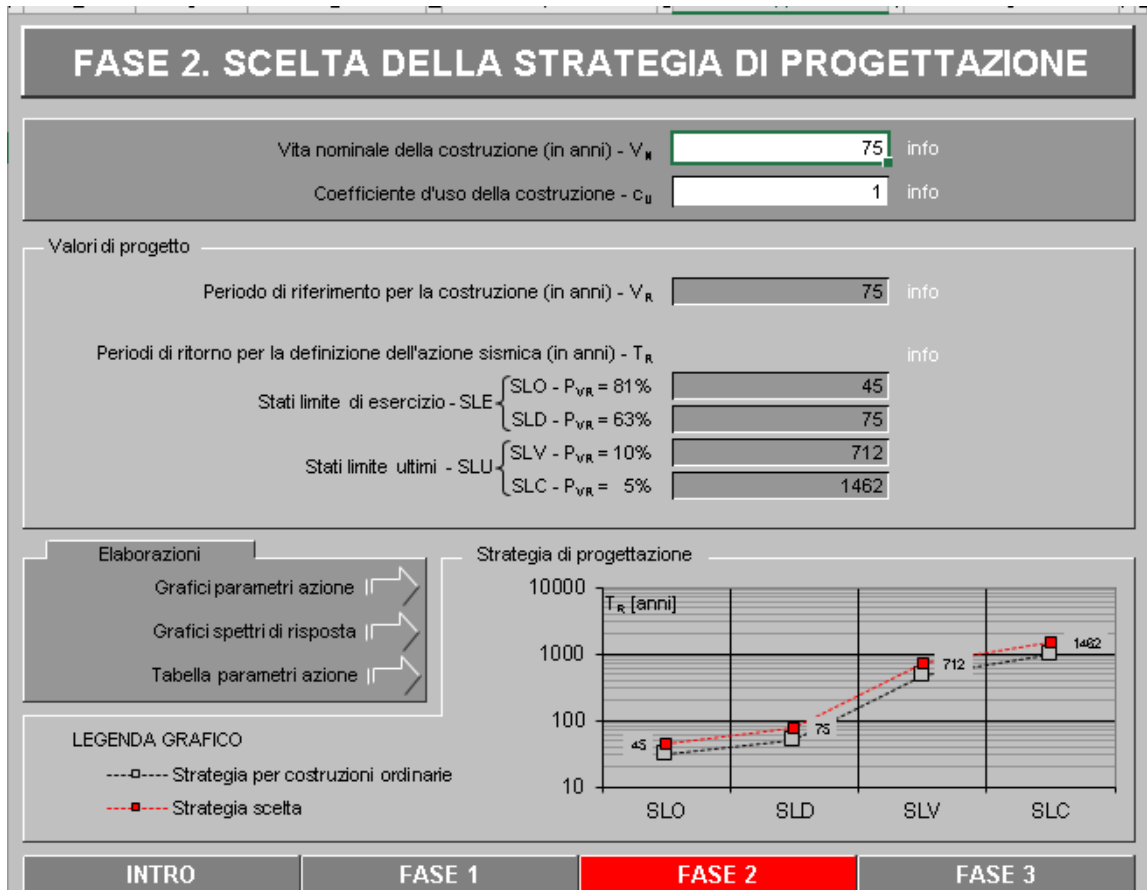 FASE 2. SCELTA DELLA STRATEGIA DI PROGETTAZIONE
Vita nominale della costruzione (in anni) - VN 75 info
Coefficiente d'uso della costruzione - cU 1 info
Valori di progetto
Periodo di riferimento per la costruzione (in anni) - VR 75 info
Periodi di ritorno per la definizione dell'azione sismica (in anni) - TR info
Stati limite di esercizio - SLE
SLO - PVR = 81% 45
SLD - PVR = 63% 75
Stati limite ultimi - SLU
SLV - PVR = 10% 712
SLC - PVR = 5% 1462
Elaborazioni
Grafici parametri azione
Grafici spettri di risposta
Tabella parametri azione
Strategia di progettazione
TR [anni]
10000
1000
100
10
45
75
712
1462
SLO SLD SLV SLC
LEGENDA GRAFICO
Strategia per costruzioni ordinarie
Strategia scelta
INTRO FASE 1 FASE 2 FASE 3